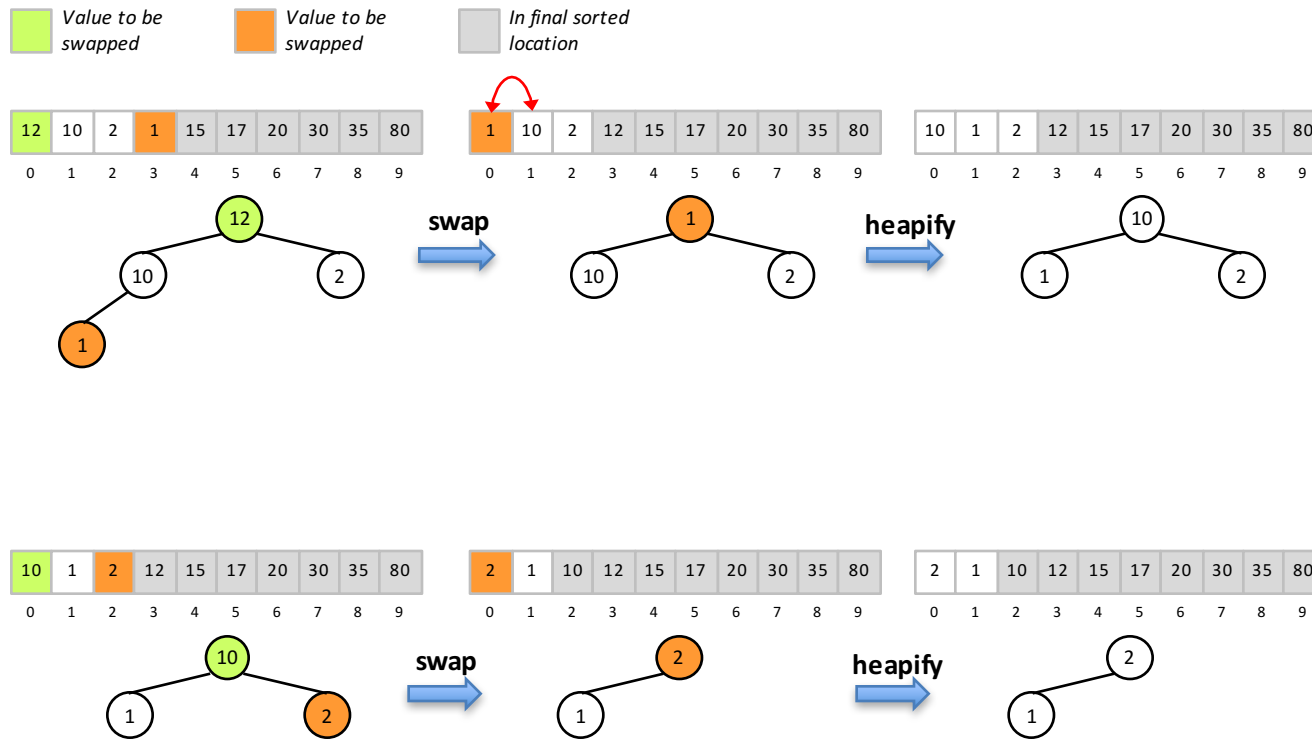 Value to be
swapped
Value to be
swapped
In final sorted
location
12 10 2 1 15 17 20 30 35 80
0 1 2 3 4 5 6 7 8 9
1 10 2 12 15 17 20 30 35 80
0 1 2 3 4 5 6 7 8 9
10 1 2 12 15 17 20 30 35 80
0 1 2 3 4 5 6 7 8 9
12
10 2
1
swap
1
10 2
heapify
10
1 2
10 1 2 12 15 17 20 30 35 80
0 1 2 3 4 5 6 7 8 9
2 1 10 12 15 17 20 30 35 80
0 1 2 3 4 5 6 7 8 9
2 1 10 12 15 17 20 30 35 80
0 1 2 3 4 5 6 7 8 9
10
1 2
swap
2
1
heapify
2
1